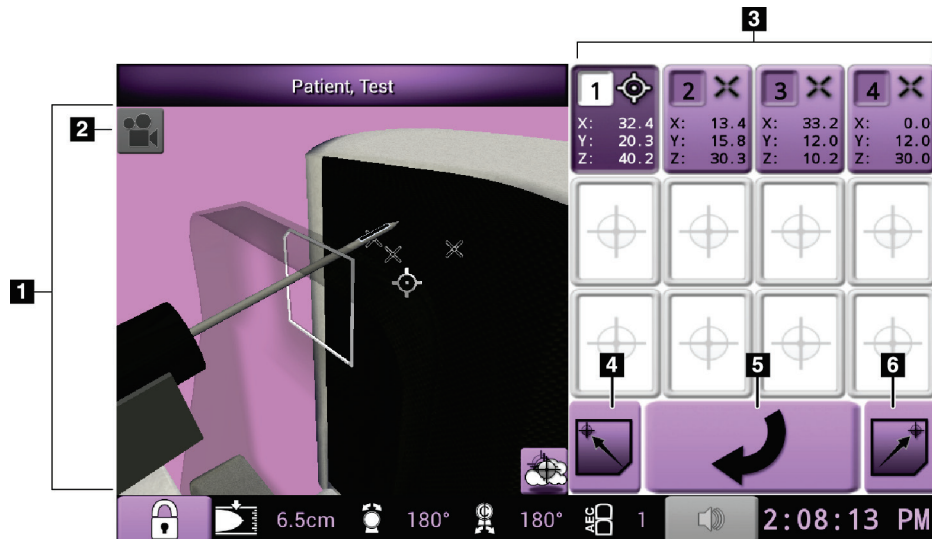 3
Patient, Test
1
2
3
4
X: 32.4
Y: 20.3
Z: 40.2
X: 13.4
Y: 15.8
Z: 30.3
X: 33.2
Y: 12.0
Z: 10.2
X: 0.0
Y: 12.0
Z: 30.0
2
1
4
5
6
6.5cm
180°
180°
AEC
1
2:08:13 PM